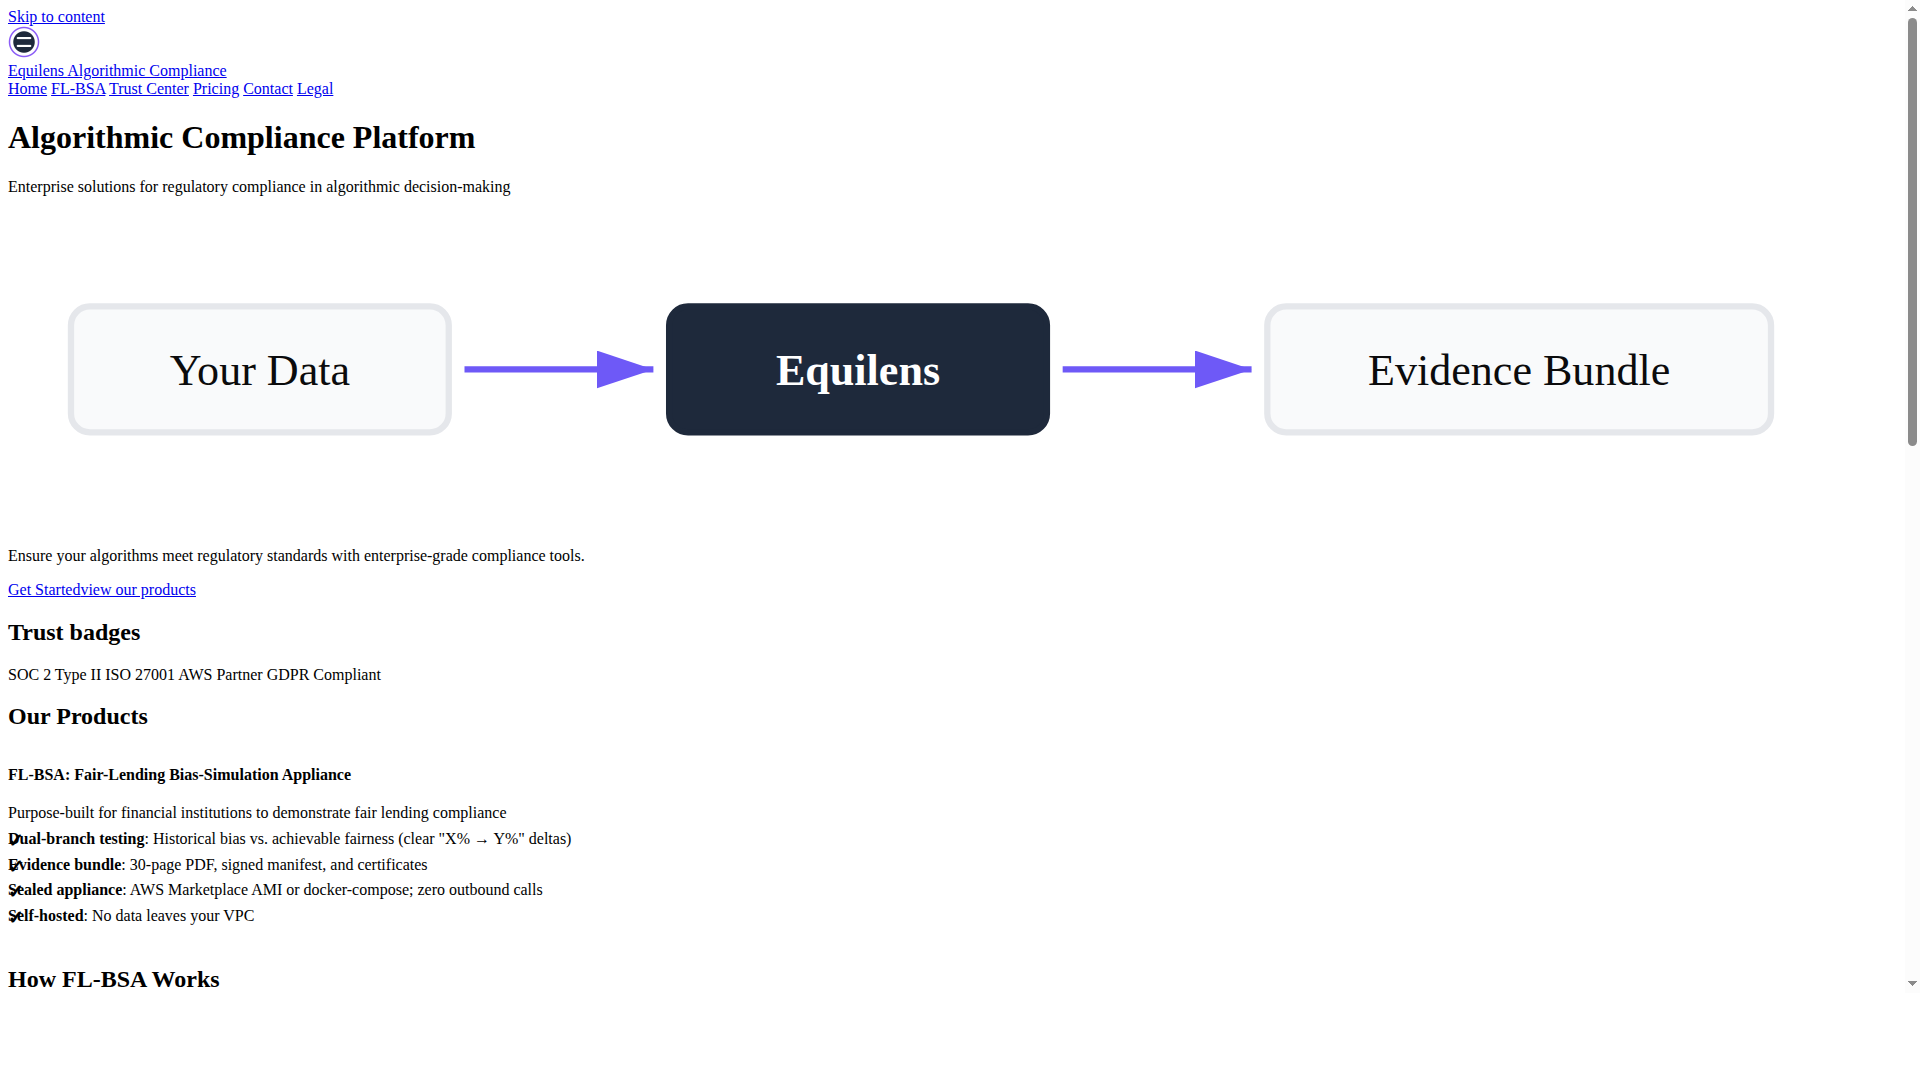 Skip to content
Equilens Algorithmic Compliance
Home FL-BSA Trust Center Pricing Contact Legal
Algorithmic Compliance Platform
Enterprise solutions for regulatory compliance in algorithmic decision-making
Your Data
Equilens
Evidence Bundle
Ensure your algorithms meet regulatory standards with enterprise-grade compliance tools.
Get Startedview our products
Trust badges
SOC 2 Type II ISO 27001 AWS Partner GDPR Compliant
Our Products
FL-BSA: Fair-Lending Bias-Simulation Appliance
Purpose-built for financial institutions to demonstrate fair lending compliance
Dual-branch testing: Historical bias vs. achievable fairness (clear "X% → Y%" deltas)
Evidence bundle: 30-page PDF, signed manifest, and certificates
Sealed appliance: AWS Marketplace AMI or docker-compose; zero outbound calls
Self-hosted: No data leaves your VPC
How FL-BSA Works